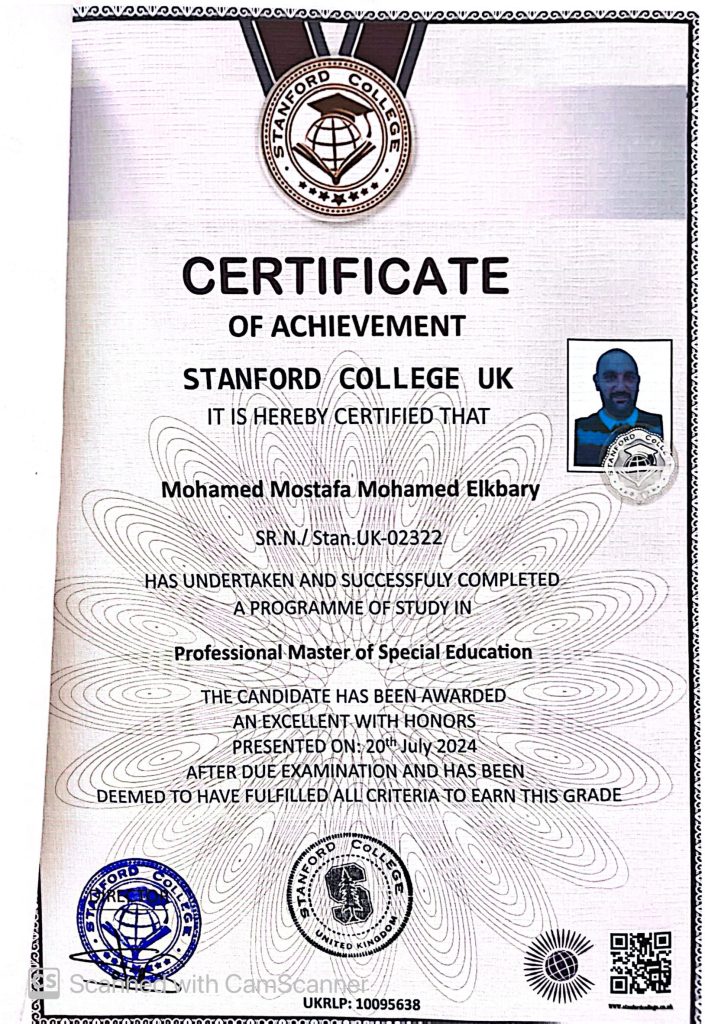 STANFORD COLLEGE
CERTIFICATE
OF ACHIEVEMENT
STANFORD COLLEGE UK
IT IS HEREBY CERTIFIED THAT
STANFORD COLLEGE
Mohamed Mostafa Mohamed Elkbary
SR.N./ Stan.UK-02322
HAS UNDERTAKEN AND SUCCESSFULY COMPLETED
A PROGRAMME OF STUDY IN
Professional Master of Special Education
THE CANDIDATE HAS BEEN AWARDED
AN EXCELLENT WITH HONORS
PRESENTED ON: 20th July 2024
AFTER DUE EXAMINATION AND HAS BEEN
DEEMED TO HAVE FULFILLED ALL CRITERIA TO EARN THIS GRADE
STANFORD COLLEGE
DIRECTOR
STANFORD COLLEGE
S
UNITED KINGDOM
CS Scanned with CamScanner
UKRLP: 10095638